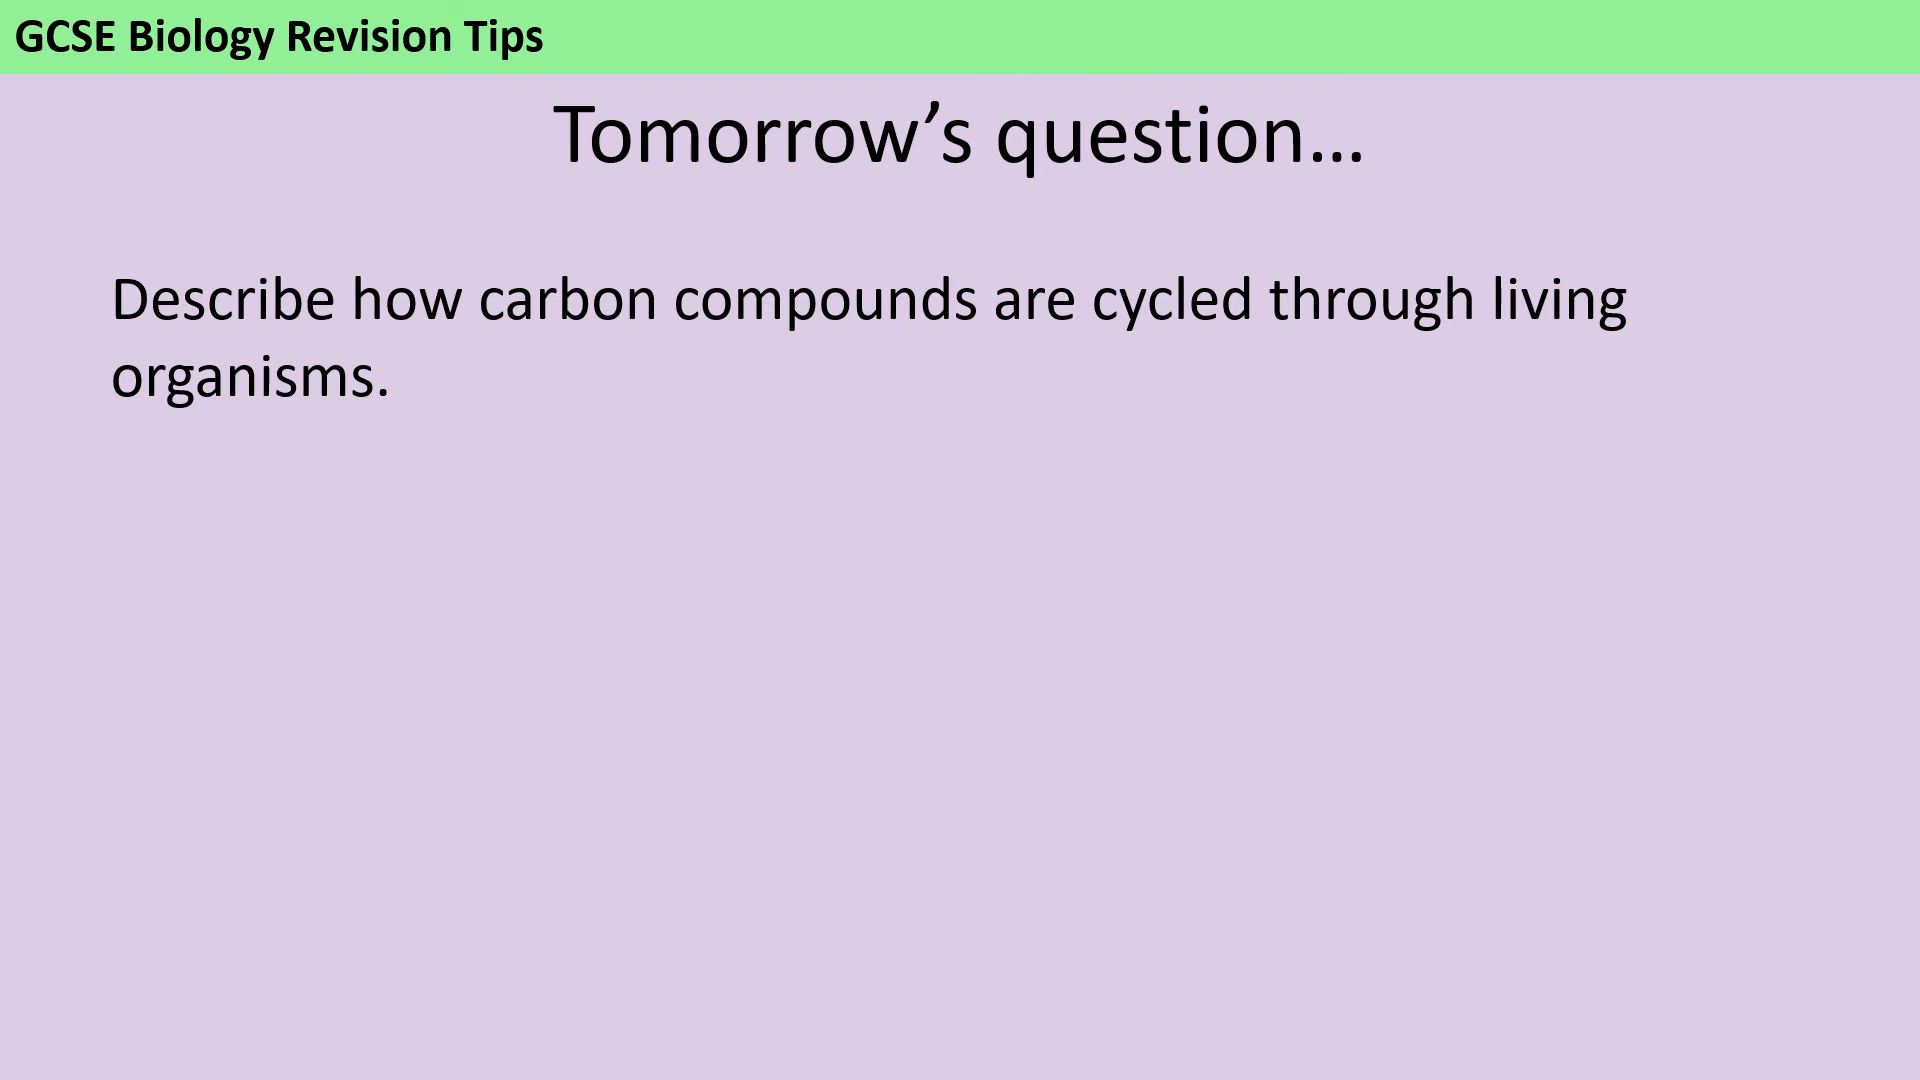 GCSE Biology Revision Tips
Tomorrow’s question…
Describe how carbon compounds are cycled through living
organisms.